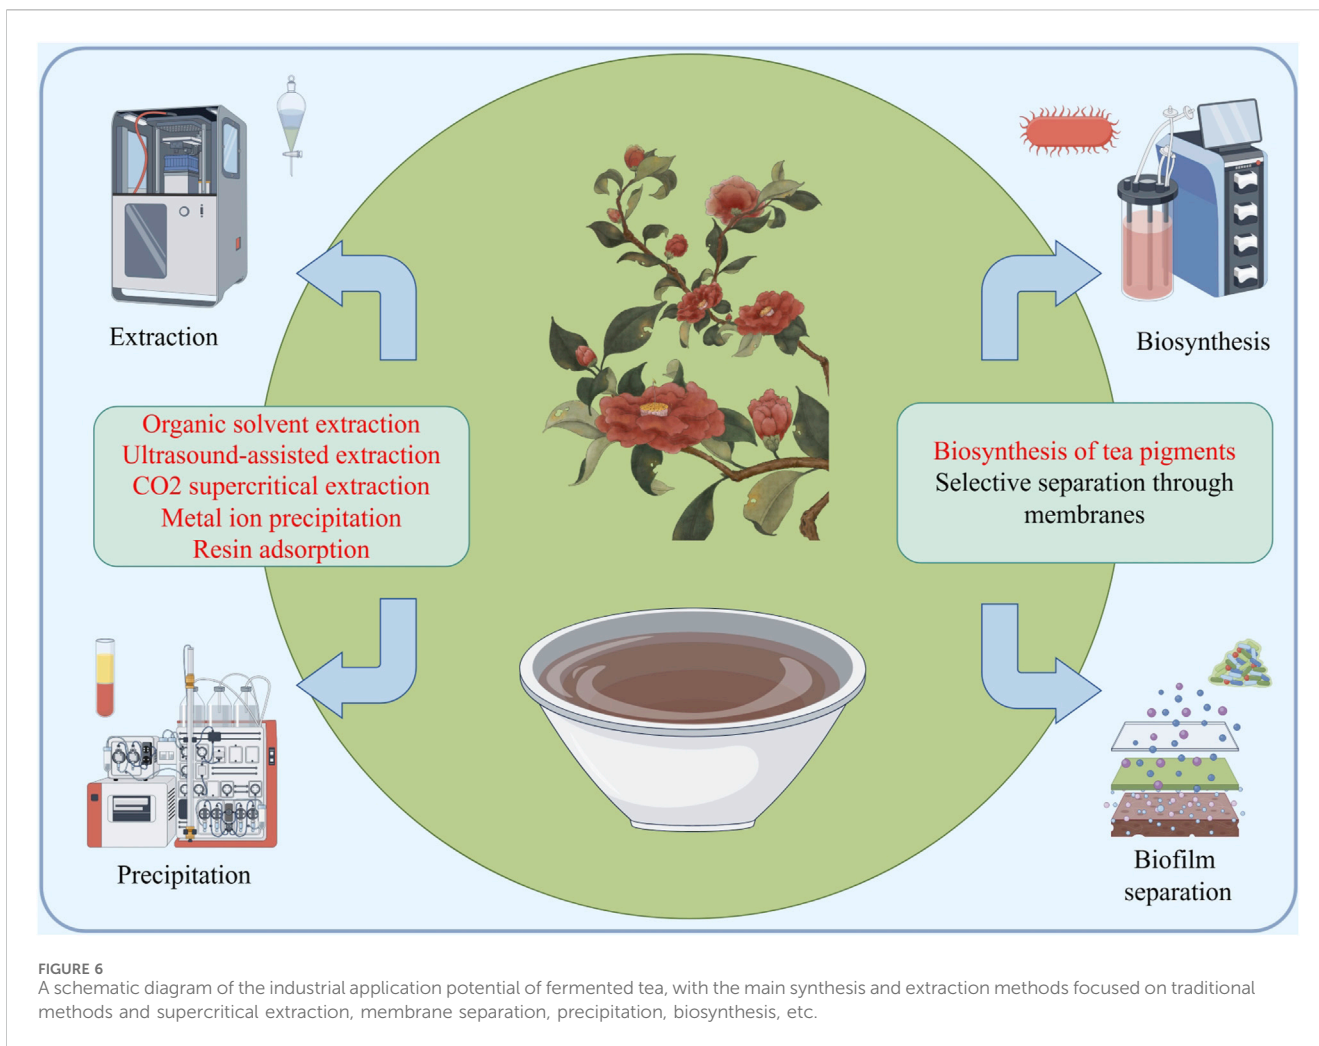 Extraction
Biosynthesis
Organic solvent extraction
Ultrasound-assisted extraction
CO2 supercritical extraction
Metal ion precipitation
Resin adsorption
Biosynthesis of tea pigments
Selective separation through
membranes
Precipitation
Biofilm
separation
FIGURE 6
A schematic diagram of the industrial application potential of fermented tea, with the main synthesis and extraction methods focused on traditional
methods and supercritical extraction, membrane separation, precipitation, biosynthesis, etc.